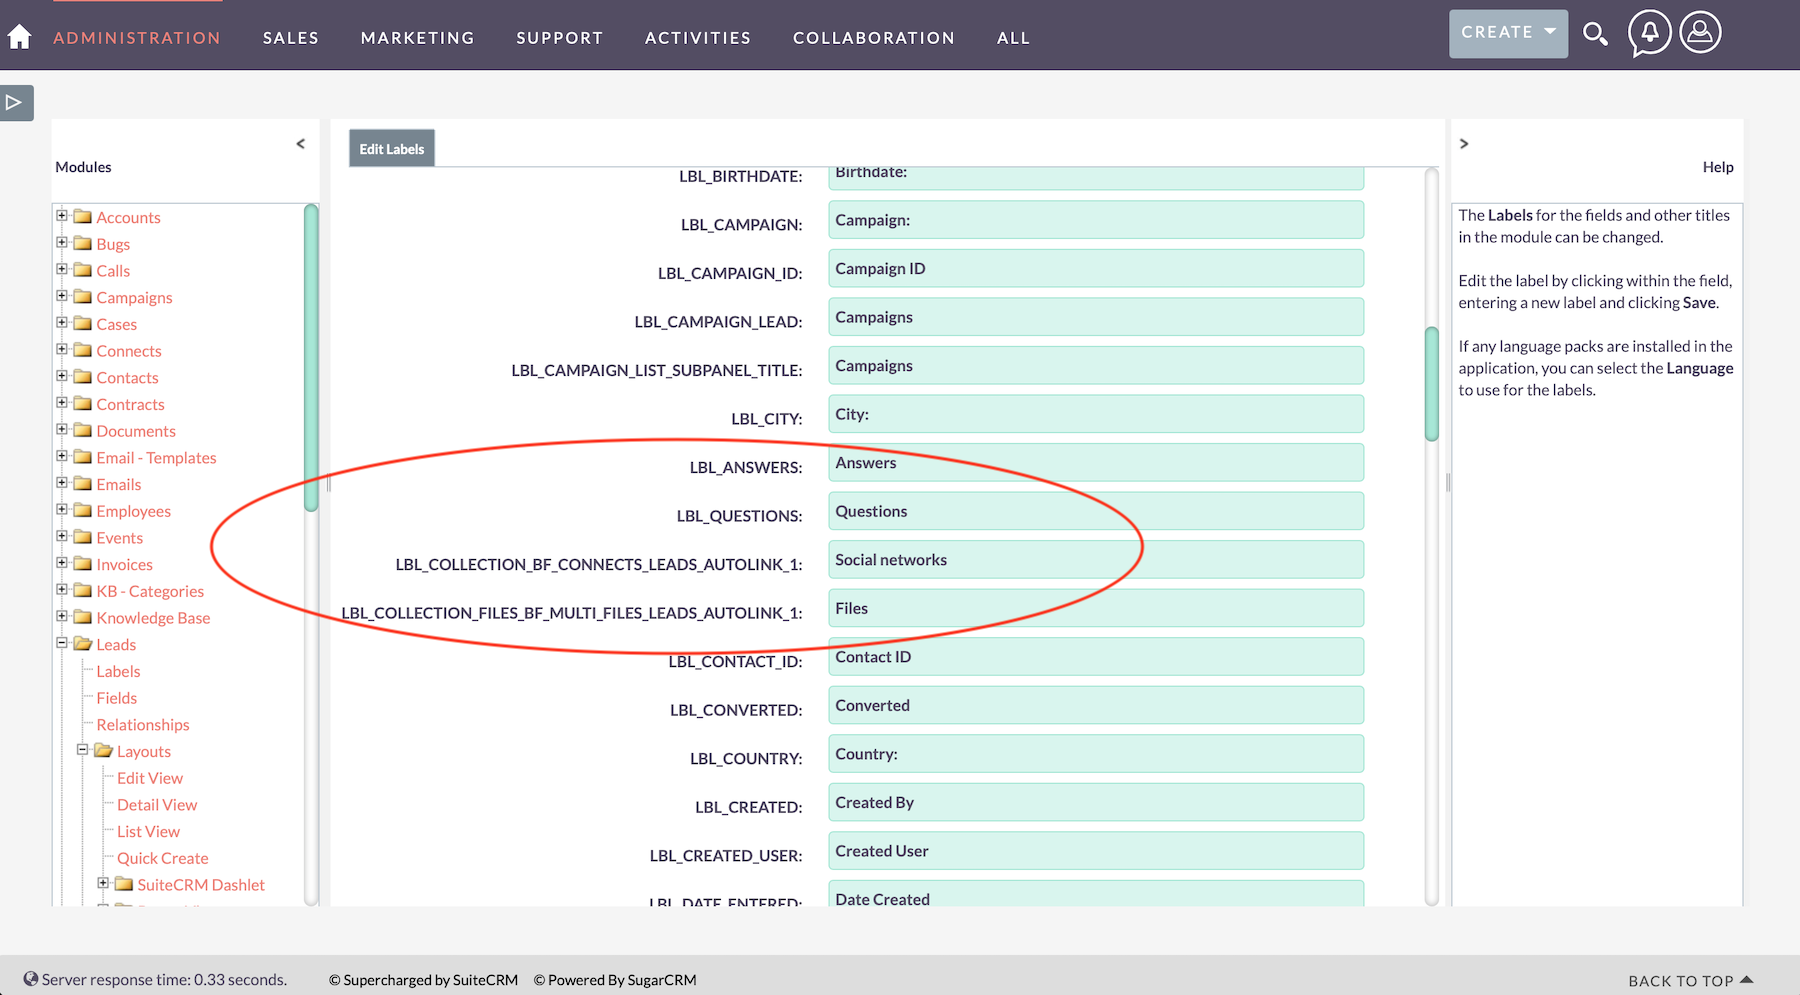 ADMINISTRATION SALES MARKETING SUPPORT ACTIVITIES COLLABORATION ALL CREATE
Modules
Accounts
Bugs
Calls
Campaigns
Cases
Connects
Contacts
Contracts
Documents
Email - Templates
Emails
Employees
Events
Invoices
KB - Categories
Knowledge Base
Leads
Labels
Fields
Relationships
Layouts
Edit View
Detail View
List View
Quick Create
SuiteCRM Dashlet
Edit Labels
LBL_BIRTHDATE: Birthdate:
LBL_CAMPAIGN: Campaign:
LBL_CAMPAIGN_ID: Campaign ID
LBL_CAMPAIGN_LEAD: Campaigns
LBL_CAMPAIGN_LIST_SUBPANEL_TITLE: Campaigns
LBL_CITY: City:
LBL_ANSWERS: Answers
LBL_QUESTIONS: Questions
LBL_COLLECTION_BF_CONNECTS_LEADS_AUTOLINK_1: Social networks
LBL_COLLECTION_FILES_BF_MULTI_FILES_LEADS_AUTOLINK_1: Files
LBL_CONTACT_ID: Contact ID
LBL_CONVERTED: Converted
LBL_COUNTRY: Country:
LBL_CREATED: Created By
LBL_CREATED_USER: Created User
LBL_DATE_ENTERED: Date Created
Help
The Labels for the fields and other titles
in the module can be changed.
Edit the label by clicking within the field,
entering a new label and clicking Save.
If any language packs are installed in the
application, you can select the Language
to use for the labels.
Server response time: 0.33 seconds. © Supercharged by SuiteCRM © Powered By SugarCRM BACK TO TOP